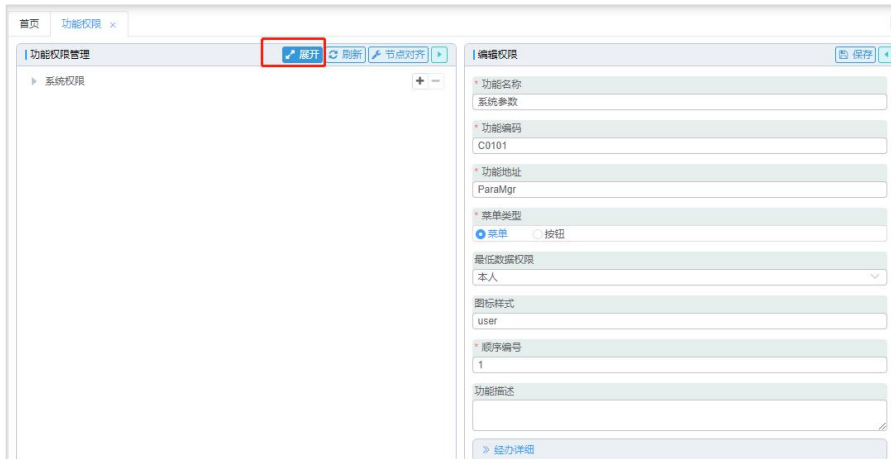 首页 功能权限 ×
功能权限管理 展开 刷新 节点对齐
系统权限
编辑权限 保存
* 功能名称
系统参数
* 功能编码
C0101
* 功能地址
ParaMgr
* 菜单类型
菜单 按钮
最低数据权限
本人
图标样式
user
* 顺序编号
1
功能描述
经办详细